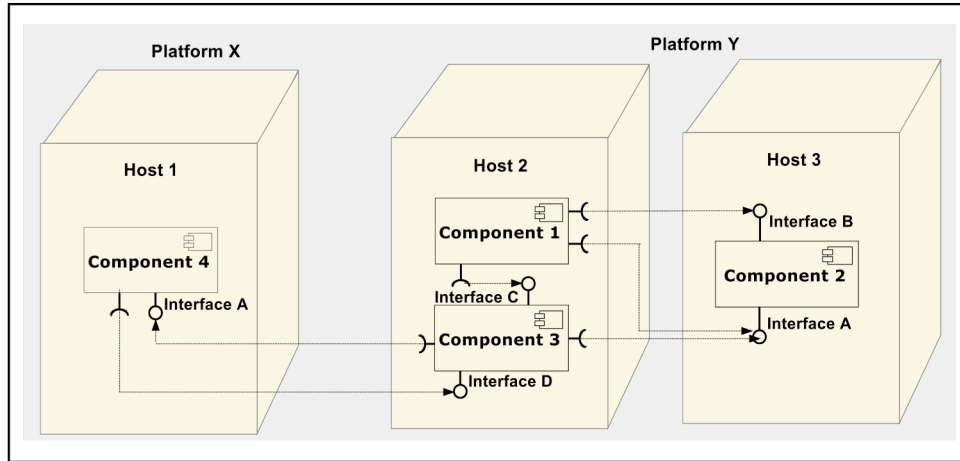 Platform X
Platform Y
Host 1
Host 2
Host 3
Component 1
Interface B
Component 4
Component 2
Interface A
Interface C
Interface A
Component 3
Interface D